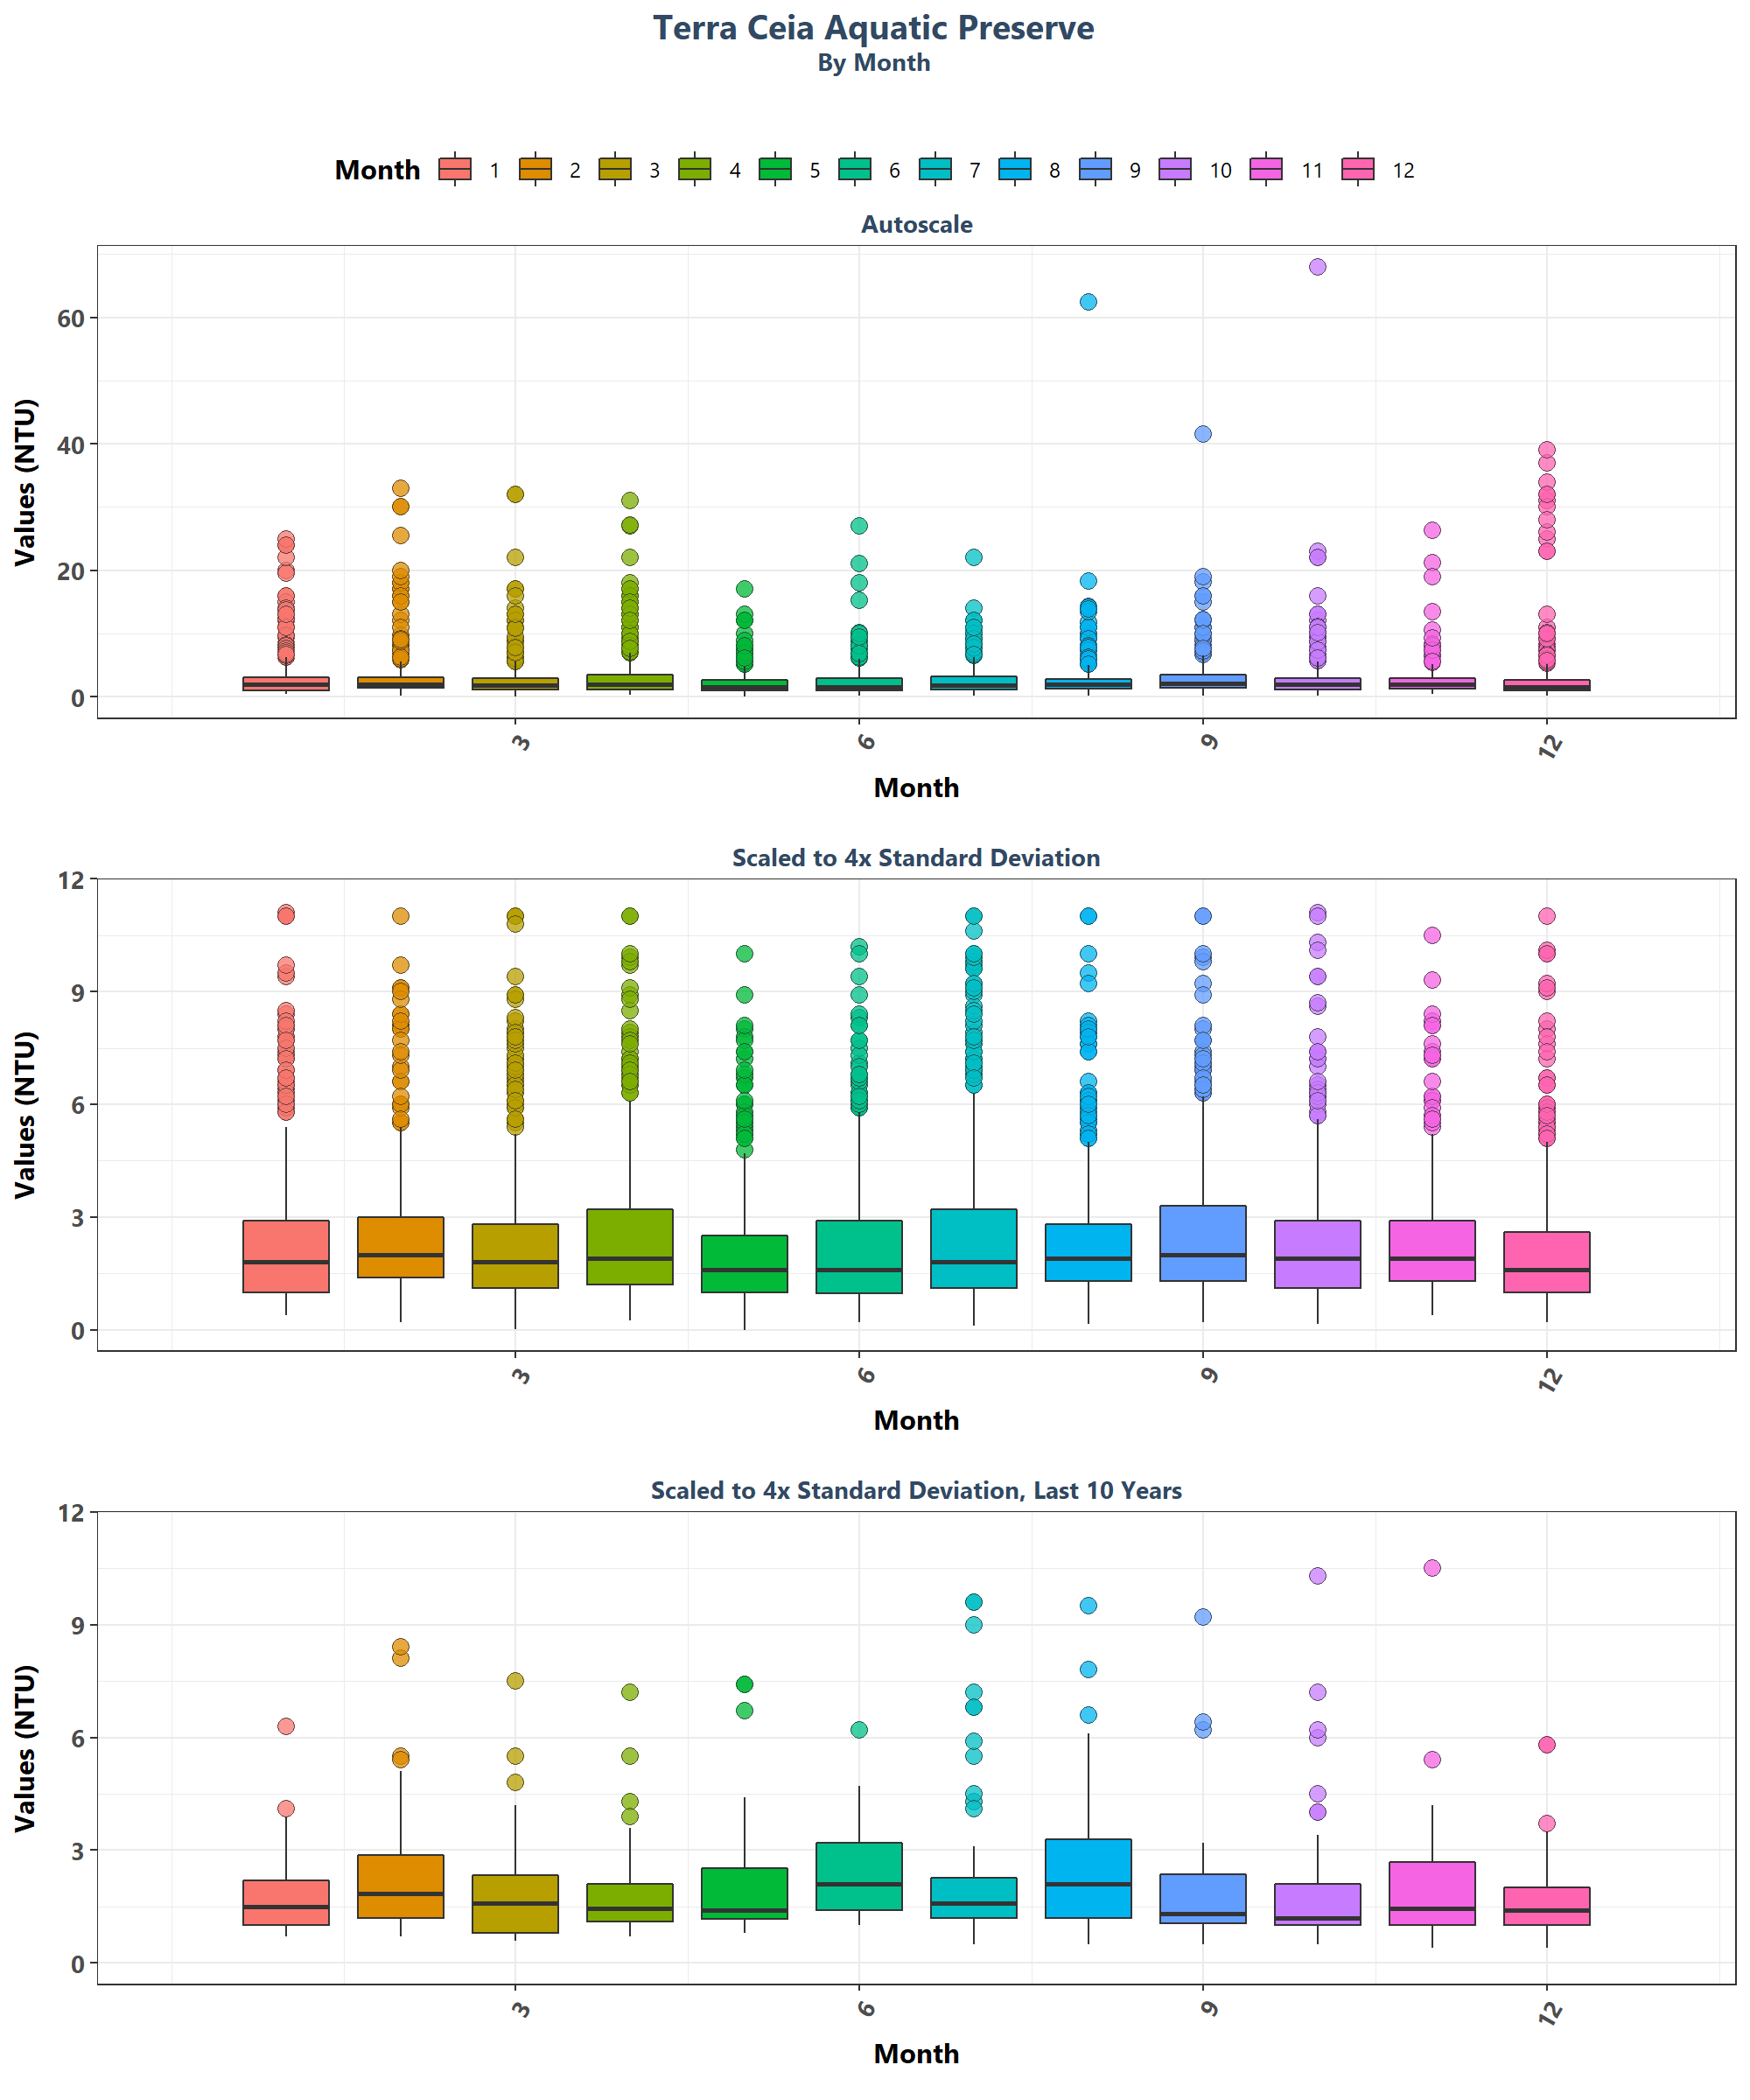 Terra Ceia Aquatic Preserve
By Month
Month 1 2 3 4 5 6 7 8 9 10 11 12
Autoscale
Values (NTU)
60
40
20
0
3 6 9 12
Month
Scaled to 4x Standard Deviation
Values (NTU)
12
9
6
3
0
3 6 9 12
Month
Scaled to 4x Standard Deviation, Last 10 Years
Values (NTU)
12
9
6
3
0
3 6 9 12
Month